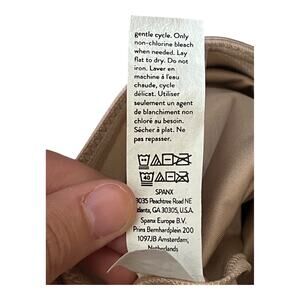 gentle cycle. Only
non-chlorine bleach
when needed. Lay
flat to dry. Do not
iron. Laver en
machine à l'eau
chaude, cycle
délicat. Utiliser
seulement un agent
de blanchiment non
chloré au besoin.
Sécher à plat. Ne
pas repasser.
40
SPANX
3035 Peachtree Road NE
Atlanta, GA 30305, U.S.A.
Spanx Europe B.V.
Prins Bernhardplein 200
1097JB Amsterdam,
Netherlands